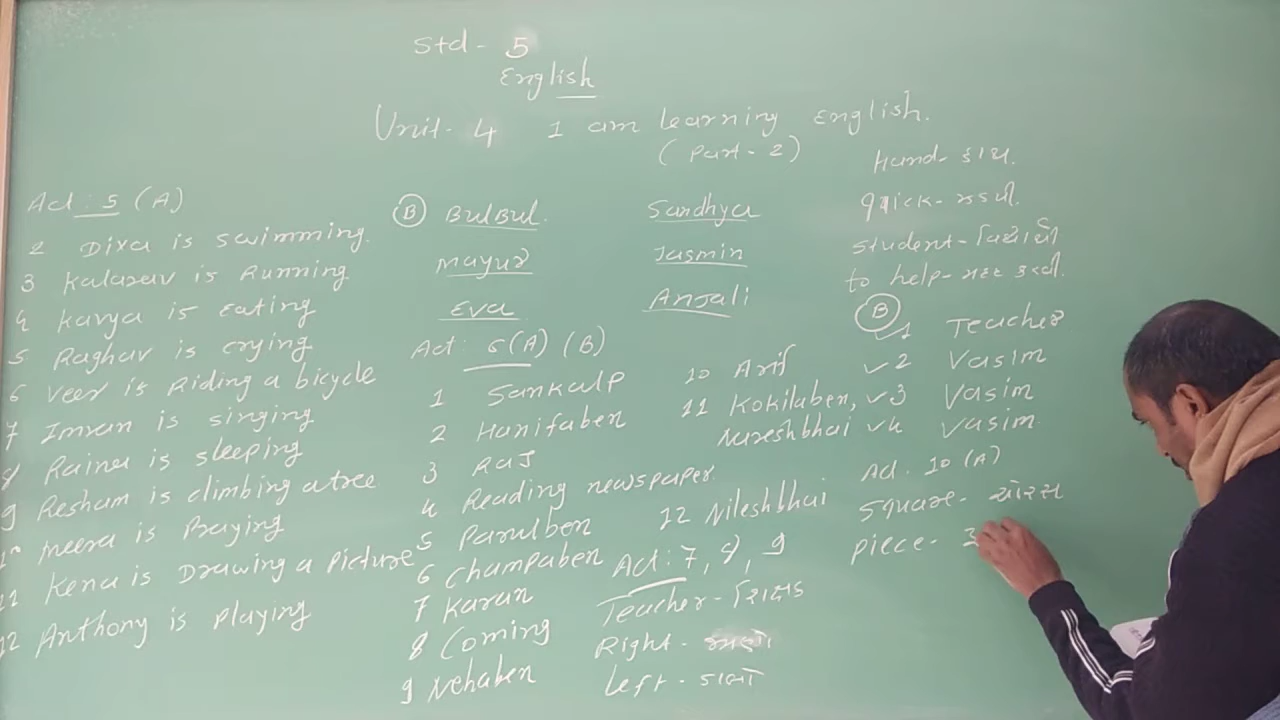 Std - 5
English
Unit - 4 I am learning English.
(Part - 2)
Act : 5 (A)
2 Diya is swimming.
3 Kalarav is Running
4 Kavya is eating
5 Raghav is crying
6 Veer is Riding a bicycle
7 Imran is singing
8 Raina is sleeping
9 Resham is climbing a tree
10 meera is Praying
11 Kena is Drawing a picture
12 Anthony is playing
(B) BulBul.
Mayur
Eva
Sandhya
Jasmin
Anjali
Act : 6(A) (B)
1 Sankalp
2 Hanifaben
3 Raj
4 Reading newspaper
5 Parulben
6 Champaben
7 Karan
8 Coming
9 Nehaben
10 Arif
11 Kokilaben,
Nareshbhai
12 Nileshbhai
Act : 7, 8, 9
Teacher - શિક્ષક
Right - જમણો
Left - ડાબો
Hand - હાથ.
quick - જલ્દી.
student - વિદ્યાર્થી
to help - મદદ કરવી.
(B) 1 Teacher
2 Vasim
3 Vasim
4 Vasim.
Act. 10 (A)
square - ચોરસ
piece -